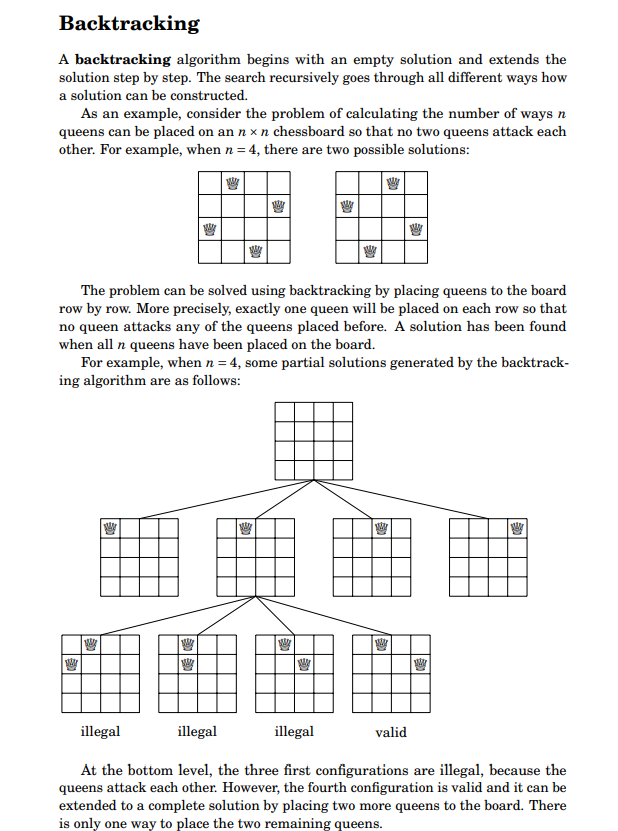 Backtracking
A backtracking algorithm begins with an empty solution and extends the
solution step by step. The search recursively goes through all different ways how
a solution can be constructed.
As an example, consider the problem of calculating the number of ways n
queens can be placed on an n × n chessboard so that no two queens attack each
other. For example, when n = 4, there are two possible solutions:
The problem can be solved using backtracking by placing queens to the board
row by row. More precisely, exactly one queen will be placed on each row so that
no queen attacks any of the queens placed before. A solution has been found
when all n queens have been placed on the board.
For example, when n = 4, some partial solutions generated by the backtrack-
ing algorithm are as follows:
illegal illegal illegal valid
At the bottom level, the three first configurations are illegal, because the
queens attack each other. However, the fourth configuration is valid and it can be
extended to a complete solution by placing two more queens to the board. There
is only one way to place the two remaining queens.